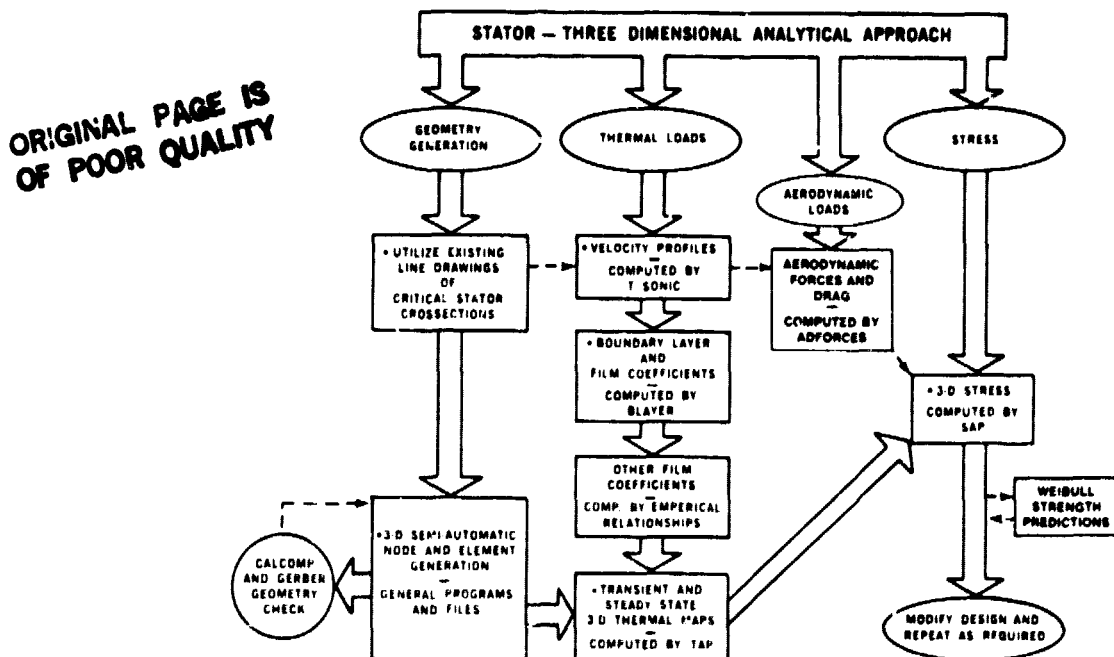 STATOR — THREE DIMENSIONAL ANALYTICAL APPROACH
ORIGINAL PAGE IS
OF POOR QUALITY
GEOMETRY
GENERATION
THERMAL LOADS
AERODYNAMIC
LOADS
STRESS
• UTILIZE EXISTING
LINE DRAWINGS
OF
CRITICAL STATOR
CROSSECTIONS
• VELOCITY PROFILES
—
COMPUTED BY
T SONIC
AERODYNAMIC
FORCES AND
DRAG
—
COMPUTED BY
ADFORCES
• BOUNDARY LAYER
AND
FILM COEFFICIENTS
—
COMPUTED BY
BLAYER
• 3-D STRESS
COMPUTED BY
SAP
OTHER FILM
COEFFICIENTS
—
COMP. BY EMPERICAL
RELATIONSHIPS
WEIBULL
STRENGTH
PREDICTIONS
CALCOMP
AND GERBER
GEOMETRY
CHECK
• 3-D SEMI-AUTOMATIC
NODE AND ELEMENT
GENERATION
—
GENERAL PROGRAMS
AND FILES
• TRANSIENT AND
STEADY STATE
3-D THERMAL MAPS
—
COMPUTED BY TAP
MODIFY DESIGN AND
REPEAT AS REQUIRED